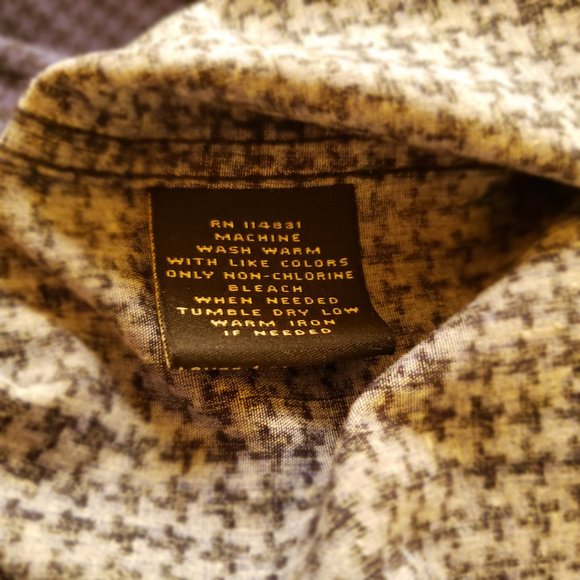 RN 114831
MACHINE
WASH WARM
WITH LIKE COLORS
ONLY NON-CHLORINE
BLEACH
WHEN NEEDED
TUMBLE DRY LOW
WARM IRON
IF NEEDED